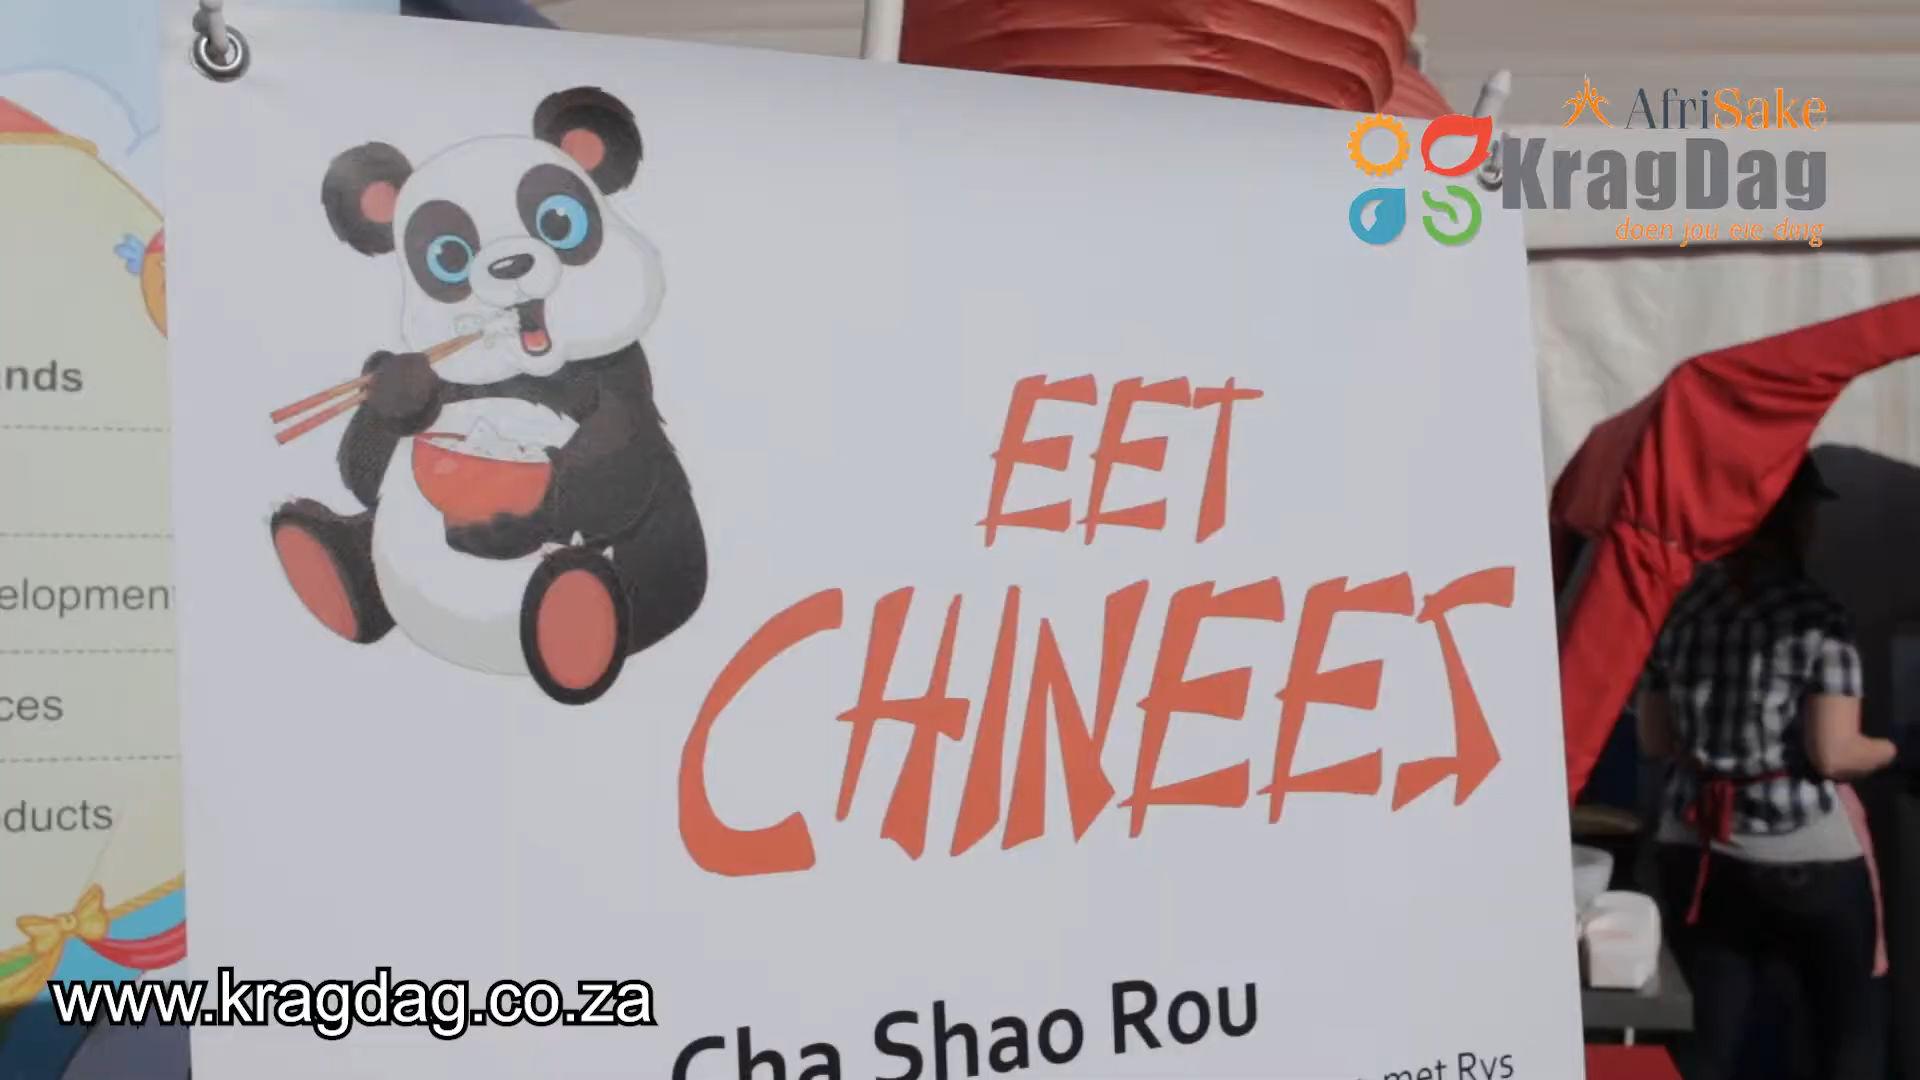 AfriSake
KragDag
doen jou eie ding
EET
CHINEES
Cha Shao Rou
met Rys
nds
elopmen
ces
ducts
www.kragdag.co.za